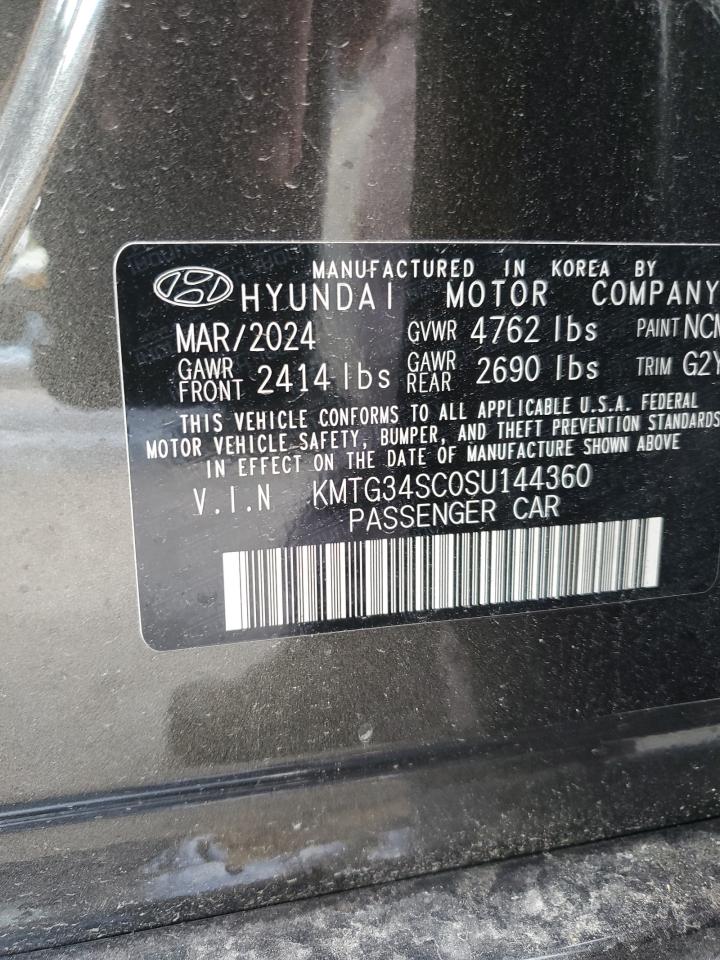 MANUFACTURED IN KOREA BY
HYUNDAI MOTOR COMPANY
MAR/2024 GVWR 4762 lbs PAINT NCM
GAWR FRONT 2414 lbs GAWR REAR 2690 lbs TRIM G2Y
THIS VEHICLE CONFORMS TO ALL APPLICABLE U.S.A. FEDERAL
MOTOR VEHICLE SAFETY, BUMPER, AND THEFT PREVENTION STANDARDS
IN EFFECT ON THE DATE OF MANUFACTURE SHOWN ABOVE
V.I.N KMTG34SC0SU144360
PASSENGER CAR